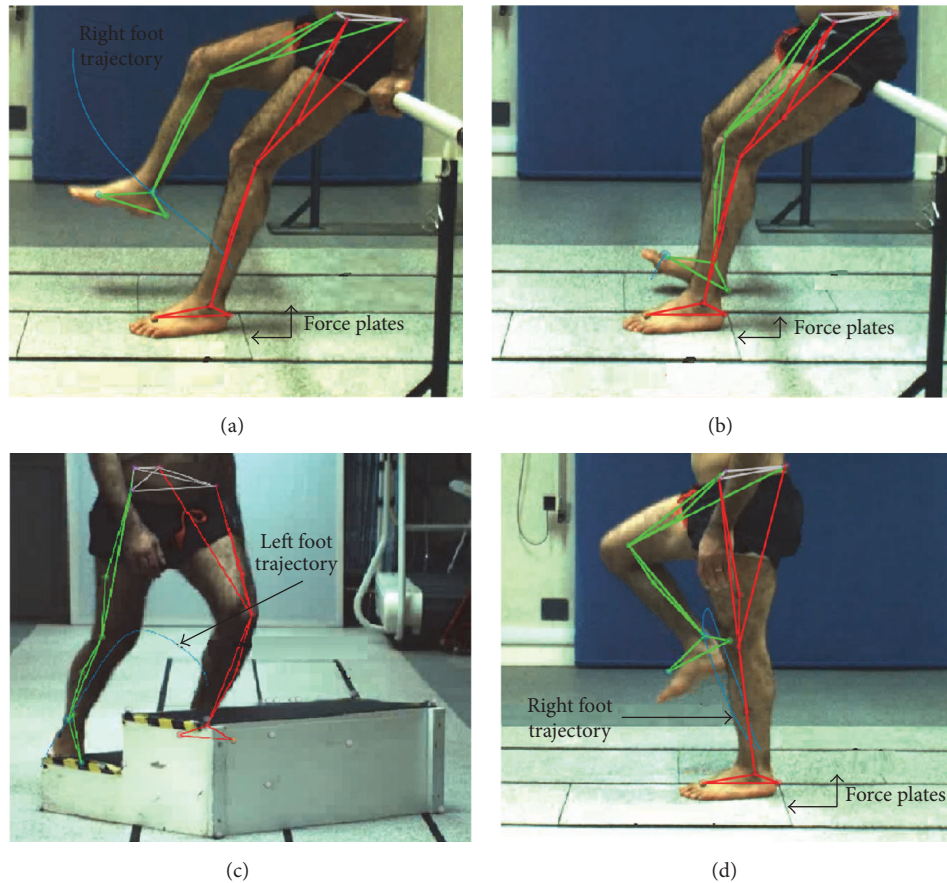 Right foot
trajectory
Force plates
(a)
Force plates
(b)
Left foot
trajectory
(c)
Right foot
trajectory
Force plates
(d)